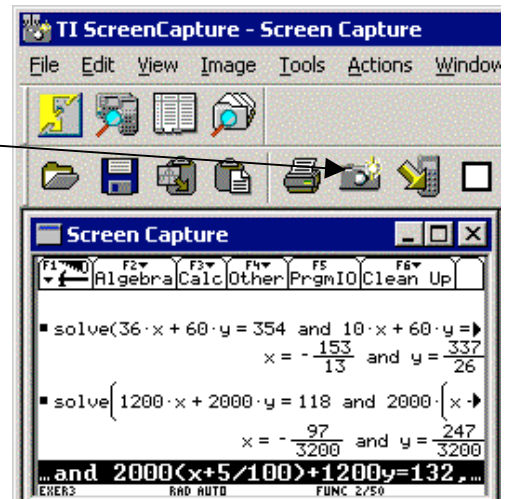 TI ScreenCapture - Screen Capture
File Edit View Image Tools Actions Window
Screen Capture
F1 F2 Algebra F3 Calc F4 Other F5 PrgmIO F6 Clean Up
▪ solve(36·x + 60·y = 354 and 10·x + 60·y =▶
x = -153/13 and y = 337/26
▪ solve(1200·x + 2000·y = 118 and 2000·(x ▶
x = -97/3200 and y = 247/3200
…and 2000(x+5/100)+1200y=132,…
EXER3 RAD AUTO FUNC 2/50